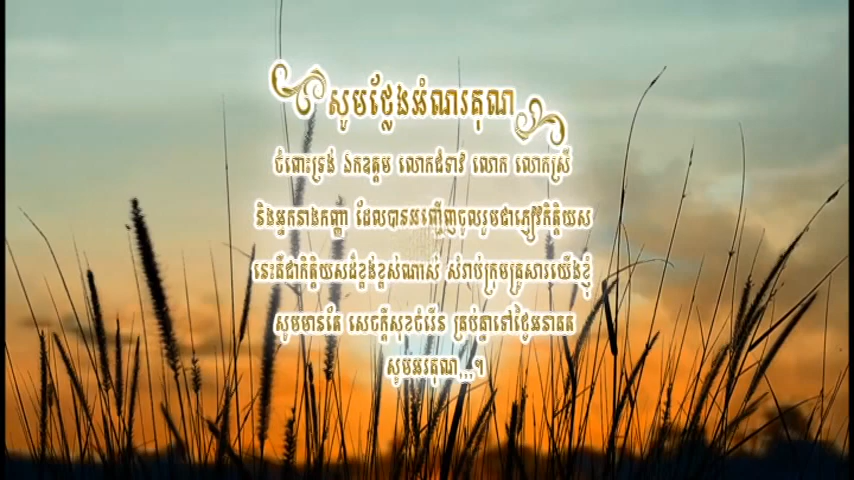 សូមថ្លែងអំណរគុណ
ចំពោះទ្រង់ ឯកឧត្តម លោកជំទាវ លោក លោកស្រី
និងអ្នកនាងកញ្ញា ដែលបានអញ្ជើញចូលរួមជាភ្ញៀវកិត្តិយស
នេះគឺជាកិត្តិយសដ៏ខ្ពង់ខ្ពស់ណាស់ សំរាប់ក្រុមគ្រួសារយើងខ្ញុំ
សូមមានតែ សេចក្តីសុខចំរើន គ្រប់គ្នាទៅថ្ងៃអនាគត
សូមអរគុណ,,,។